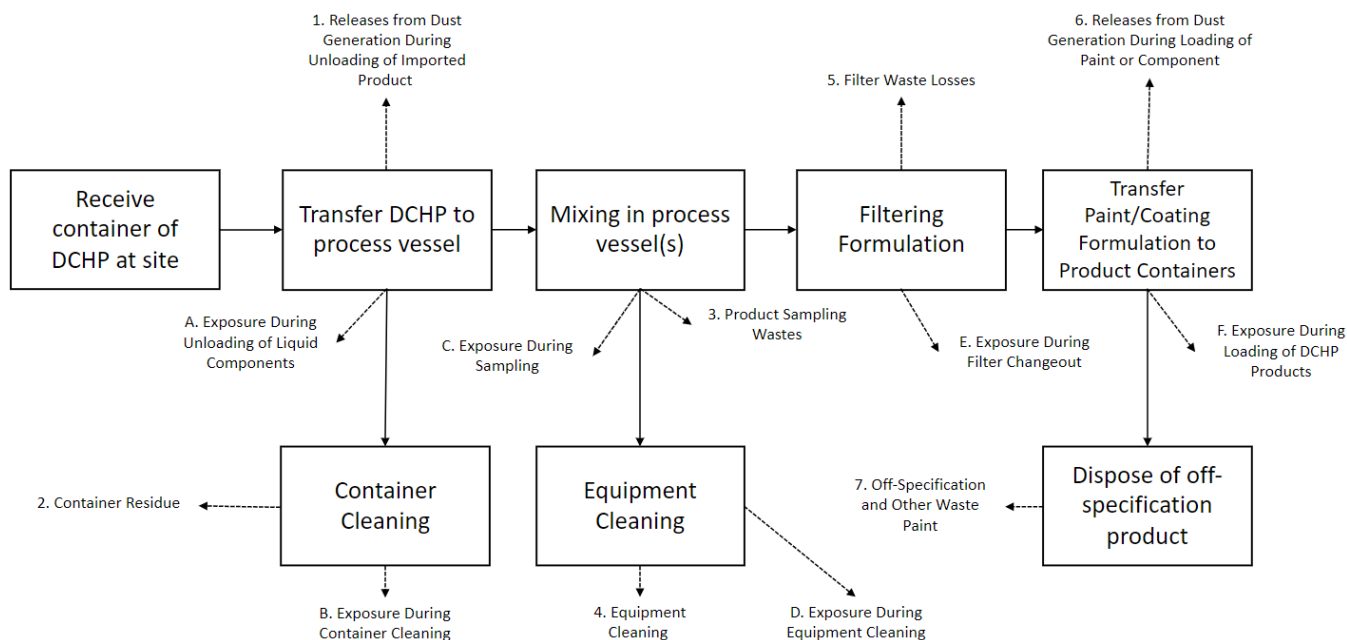 1. Releases from Dust
Generation During
Unloading of Imported
Product
6. Releases from Dust
Generation During Loading of
Paint or Component
5. Filter Waste Losses
Receive
container of
DCHP at site
Transfer DCHP to
process vessel
Mixing in process
vessel(s)
Filtering
Formulation
Transfer
Paint/Coating
Formulation to
Product Containers
A. Exposure During
Unloading of Liquid
Components
C. Exposure During
Sampling
3. Product Sampling
Wastes
E. Exposure During
Filter Changeout
F. Exposure During
Loading of DCHP
Products
2. Container Residue
Container
Cleaning
Equipment
Cleaning
7. Off-Specification
and Other Waste
Paint
Dispose of off-
specification
product
B. Exposure During
Container Cleaning
4. Equipment
Cleaning
D. Exposure During
Equipment Cleaning